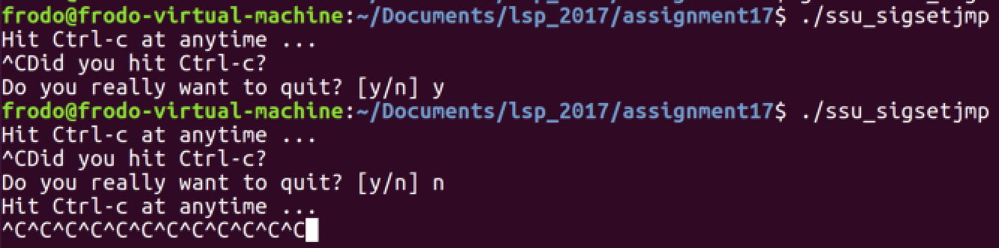 frodo@frodo-virtual-machine:~/Documents/lsp_2017/assignment17$ ./ssu_sigsetjmp
Hit Ctrl-c at anytime ...
^CDid you hit Ctrl-c?
Do you really want to quit? [y/n] y
frodo@frodo-virtual-machine:~/Documents/lsp_2017/assignment17$ ./ssu_sigsetjmp
Hit Ctrl-c at anytime ...
^CDid you hit Ctrl-c?
Do you really want to quit? [y/n] n
Hit Ctrl-c at anytime ...
^C^C^C^C^C^C^C^C^C^C^C^C